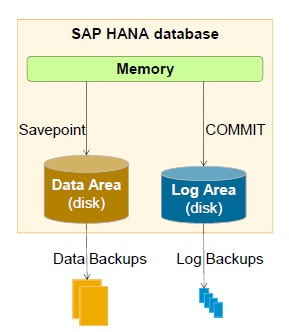 SAP HANA database
Memory
Savepoint
COMMIT
Data Area
(disk)
Log Area
(disk)
Data Backups
Log Backups